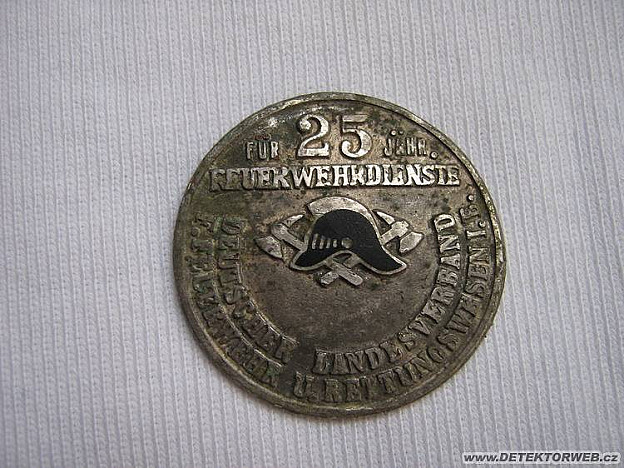 FÜR 25 JÄHR.
FEUERWEHRDIENSTE
DEUTSCHER LANDESVERBAND
F. FEUERWEHR U. RETTUNGSWESEN I. B.
www.DETEKTORWEB.cz